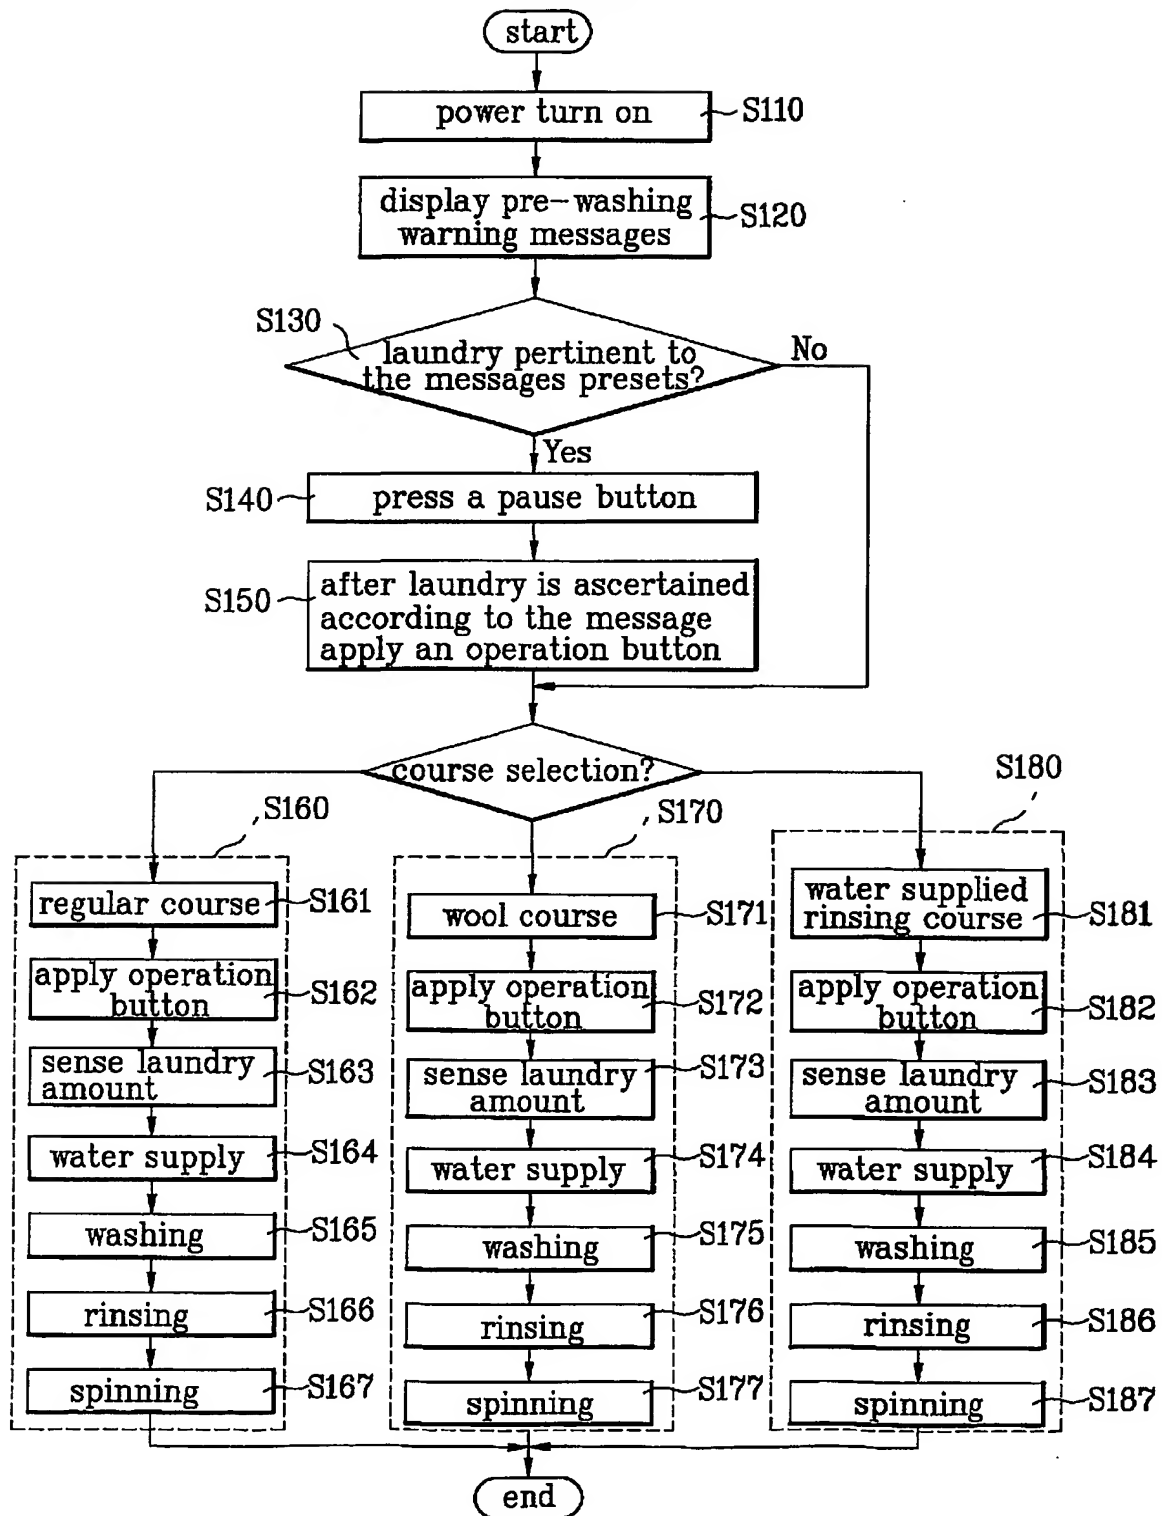 start
power turn on
S110
display pre-washing
warning messages
S120
S130
laundry pertinent to
the messages presets?
No
Yes
S140
press a pause button
S150
after laundry is ascertained
according to the message
apply an operation button
course selection?
S160
S170
S180
regular course
S161
apply operation
button
S162
sense laundry
amount
S163
water supply
S164
washing
S165
rinsing
S166
spinning
S167
wool course
S171
apply operation
button
S172
sense laundry
amount
S173
water supply
S174
washing
S175
rinsing
S176
spinning
S177
water supplied
rinsing course
S181
apply operation
button
S182
sense laundry
amount
S183
water supply
S184
washing
S185
rinsing
S186
spinning
S187
end